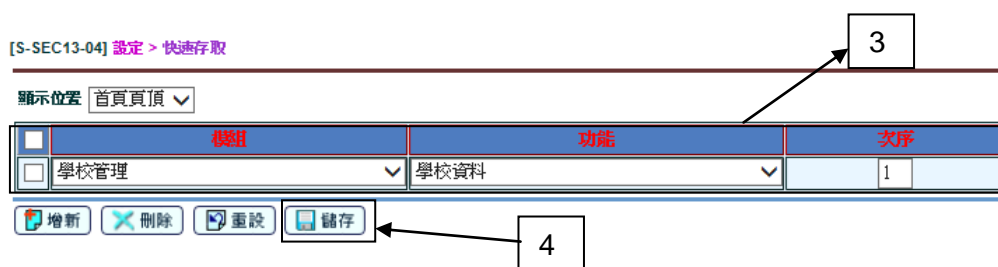 [S-SEC13-04] 設定 > 快速存取
3
顯示位置 首頁頁頂
模組 功能 次序
學校管理 學校資料 1
增新 刪除 重設 儲存
4